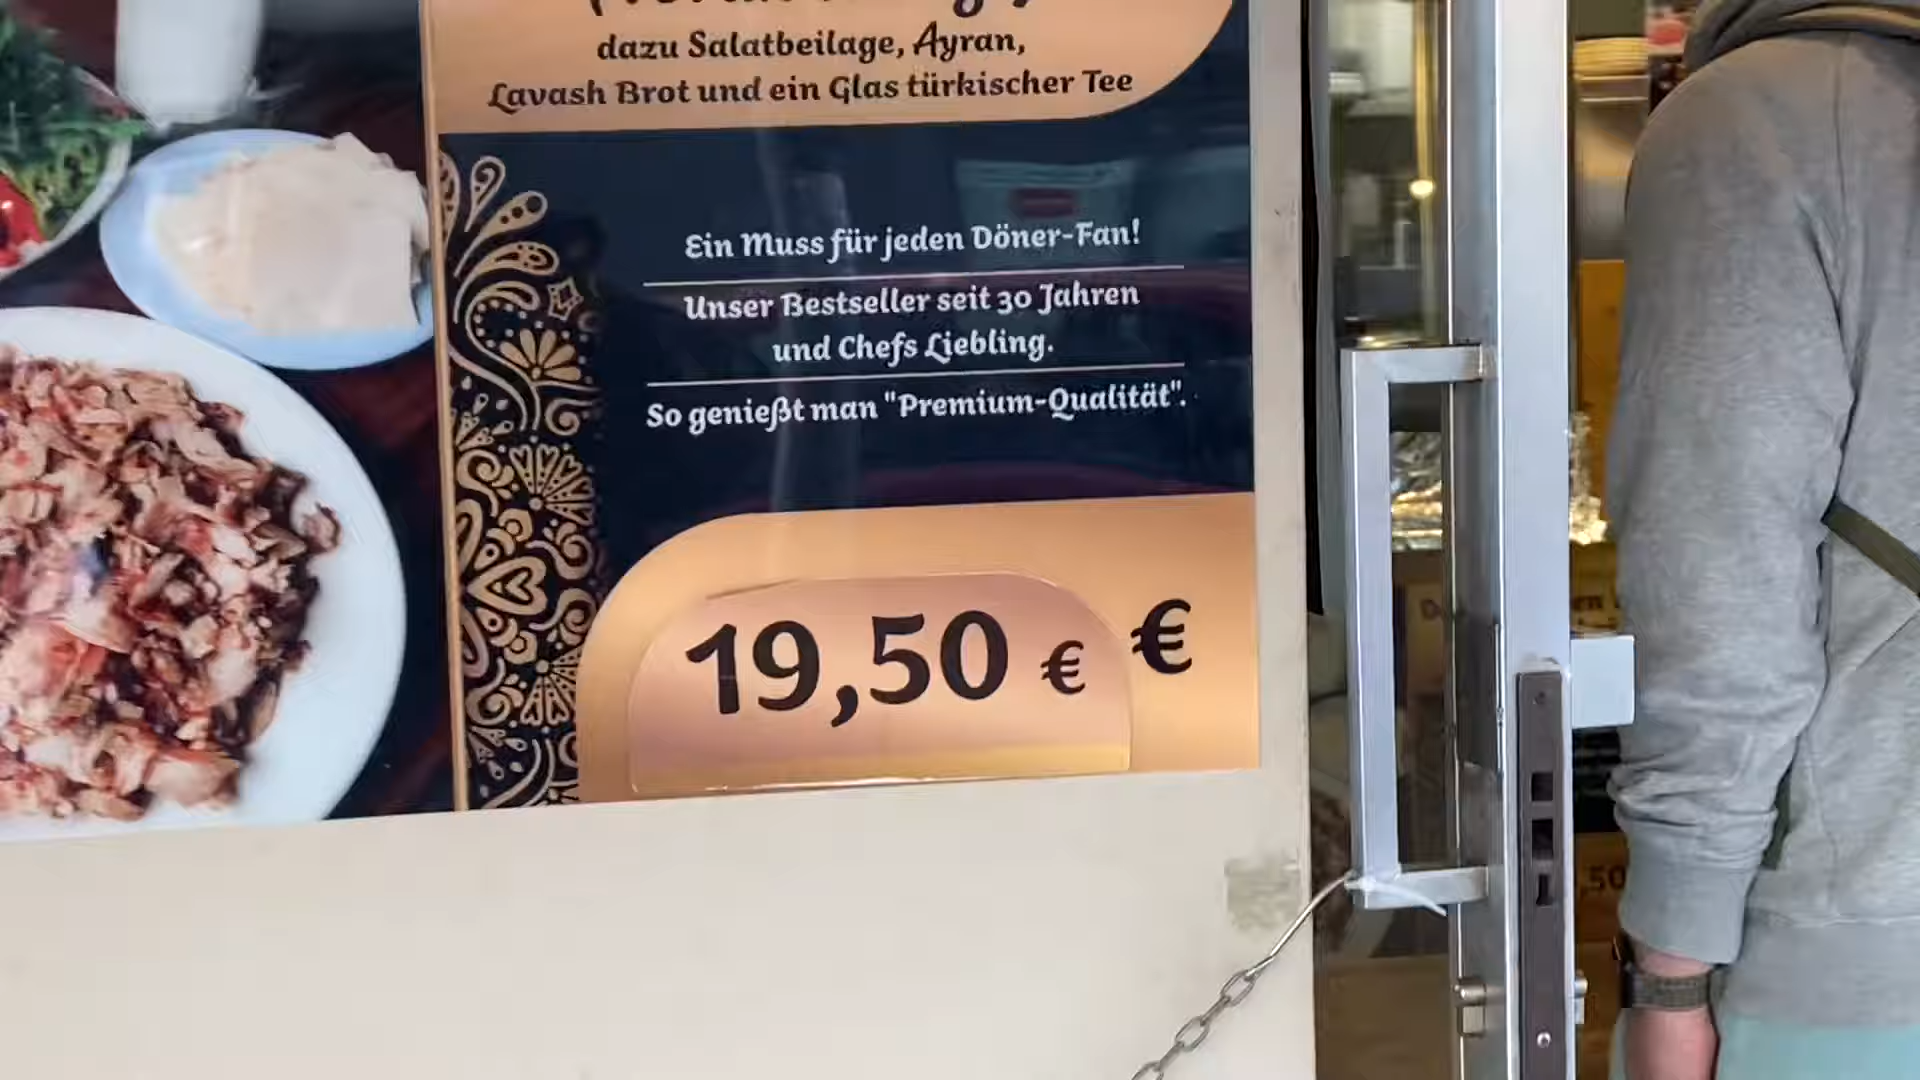 dazu Salatbeilage, Ayran,
Lavash Brot und ein Glas türkischer Tee
Ein Muss für jeden Döner-Fan!
Unser Bestseller seit 30 Jahren
und Chefs Liebling.
So genießt man "Premium-Qualität".
19,50 € €
,50